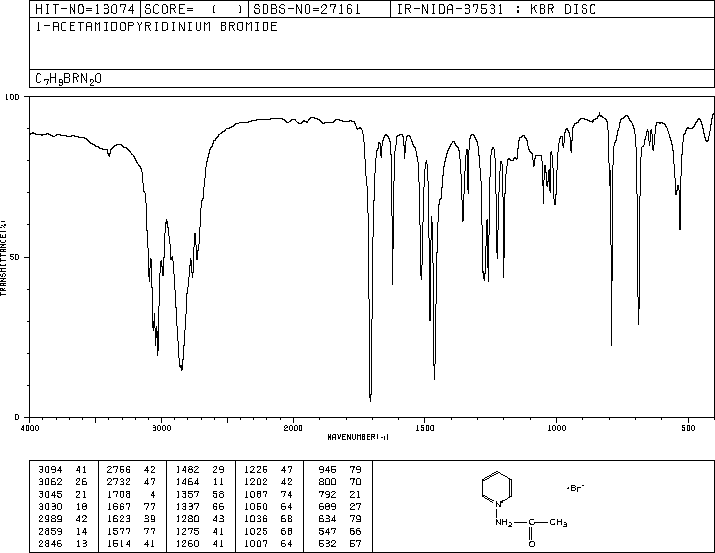 HIT-NO=13074 SCORE= ( ) SDBS-NO=27161 IR-NIDA-37531 : KBR DISC
1-ACETAMIDOPYRIDINIUM BROMIDE
C7H9BRN2O
100
50
0
TRANSMITTANCE(%)
4000 3000 2000 1500 1000 500
WAVENUMBER(-1)
3094 41 2766 42 1482 29 1226 47 945 79
3062 26 2732 47 1464 11 1202 42 800 70
3045 21 1708 4 1357 58 1087 74 792 21
3030 18 1667 77 1337 66 1050 64 689 27
2989 42 1623 39 1280 43 1036 68 634 79
2859 14 1577 77 1275 41 1025 68 547 66
2846 13 1514 41 1260 41 1007 64 532 57
N+
·Br-
NH2 C CH3
O